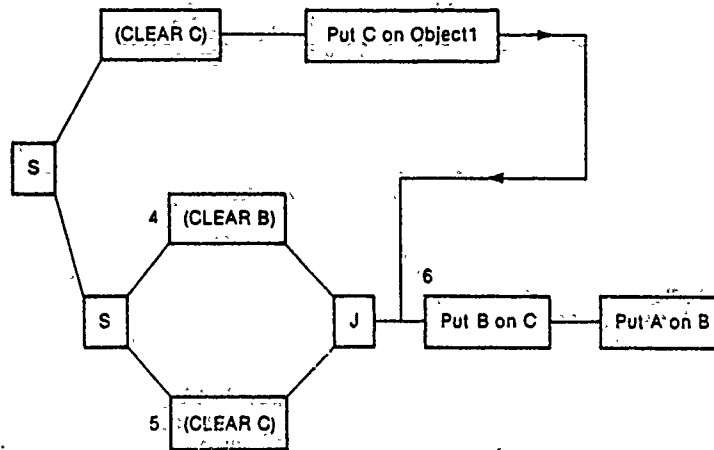 (CLEAR C) Put C on Object1
S
4 (CLEAR B)
6
S J Put B on C Put A on B
5 (CLEAR C)